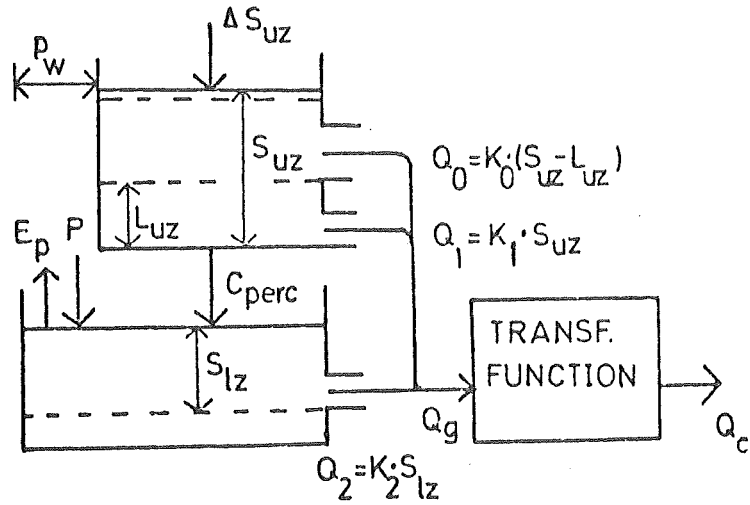 ΔS_uz
P_w
S_uz
Q_0=K_0·(S_uz-L_uz)
L_uz
Q_1=K_1·S_uz
E_p P
C_perc
S_lz
TRANSF.
FUNCTION
Q_g
Q_c
Q_2=K_2·S_lz